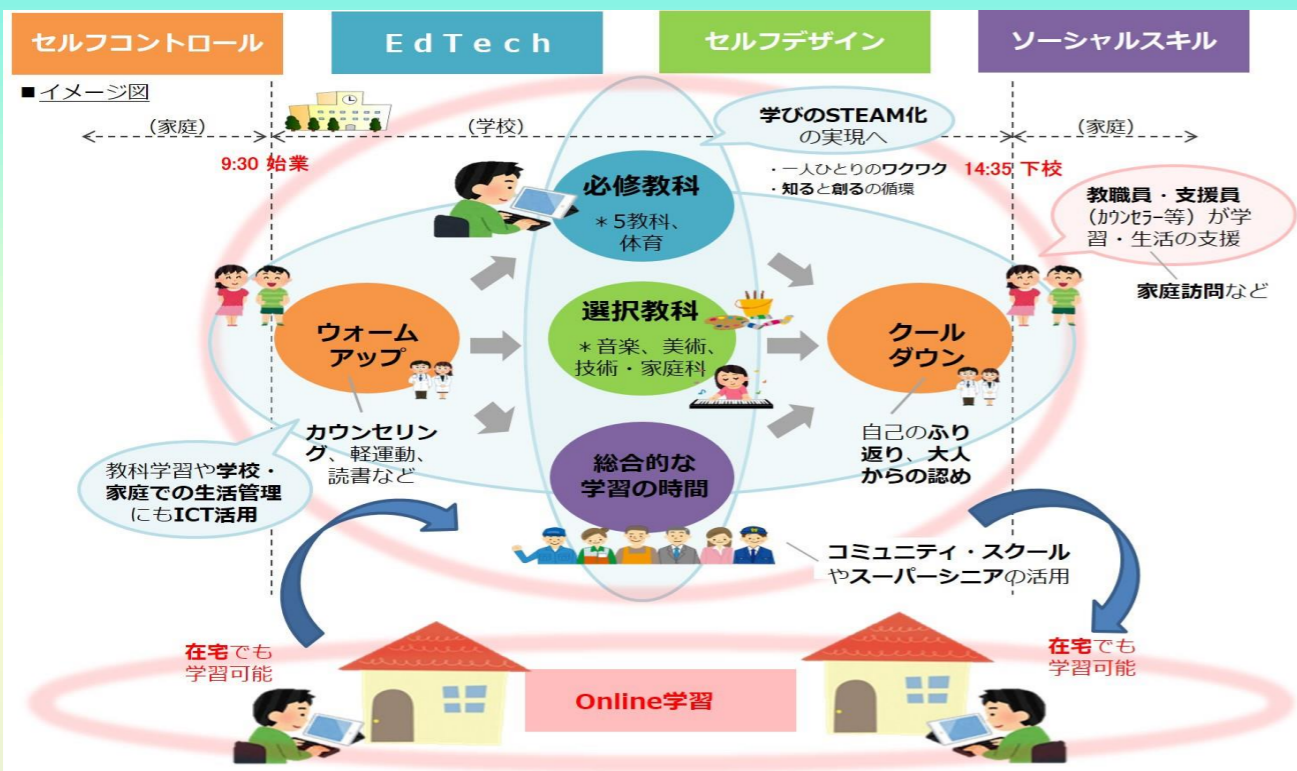 セルフコントロール
EdTech
セルフデザイン
ソーシャルスキル
■イメージ図
(家庭)
(学校)
(家庭)
9:30 始業
14:35 下校
学びのSTEAM化
の実現へ
・一人ひとりのワクワク
・知ると創るの循環
教職員・支援員
(ｶｳﾝｾﾗｰ等) が学
習・生活の支援
家庭訪問など
必修教科
＊5教科、
体育
選択教科
＊音楽、美術、
技術・家庭科
総合的な
学習の時間
ウォーム
アップ
クール
ダウン
カウンセリン
グ、軽運動、
読書など
自己のふり
返り、大人
からの認め
教科学習や学校・
家庭での生活管理
にもICT活用
コミュニティ・スクール
やスーパーシニアの活用
在宅でも
学習可能
Online学習
在宅でも
学習可能